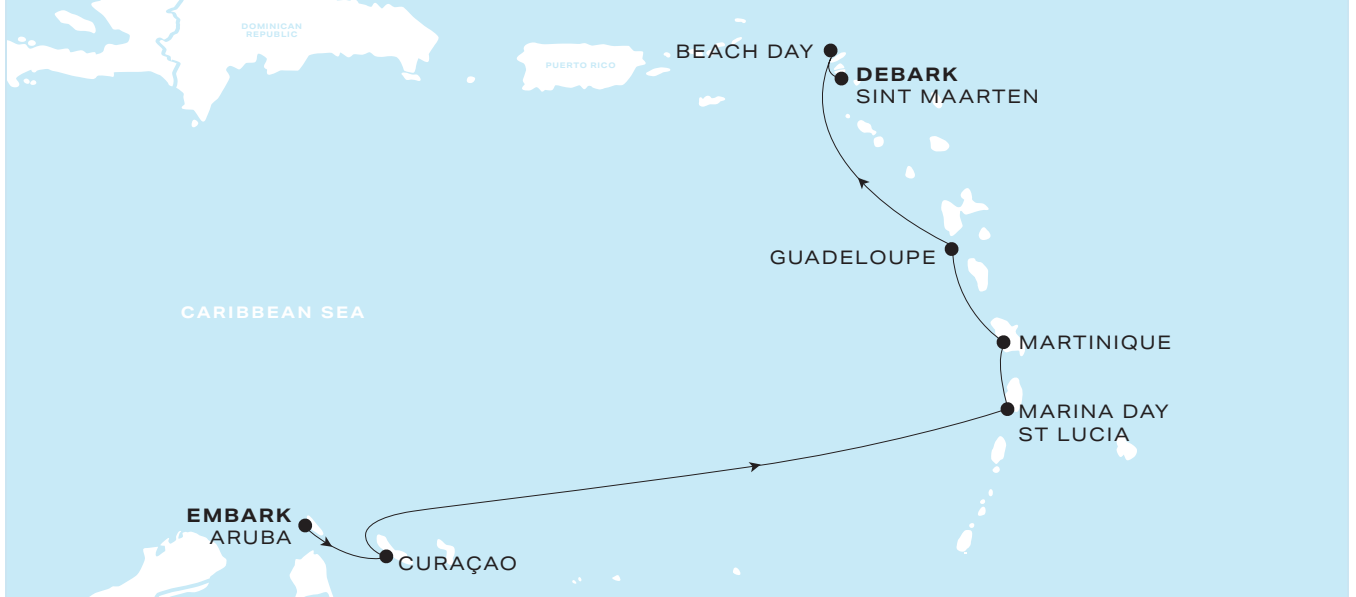 DOMINICAN
REPUBLIC
PUERTO RICO
BEACH DAY
DEBARK
SINT MAARTEN
GUADELOUPE
CARIBBEAN SEA
MARTINIQUE
MARINA DAY
ST LUCIA
EMBARK
ARUBA
CURAÇAO